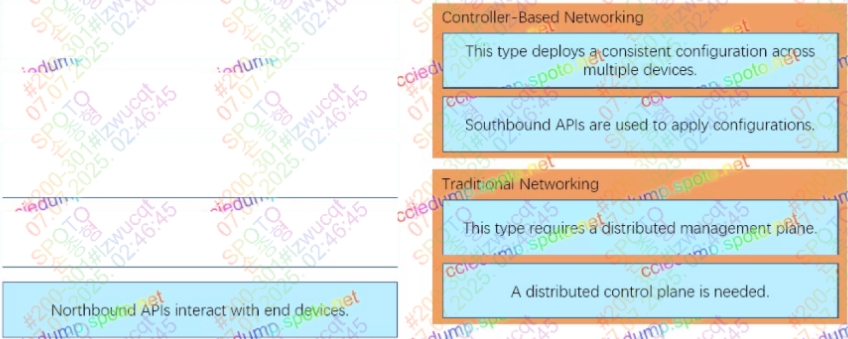 Controller-Based Networking
This type deploys a consistent configuration across
multiple devices.
Southbound APIs are used to apply configurations.
Traditional Networking
This type requires a distributed management plane.
A distributed control plane is needed.
Northbound APIs interact with end devices.